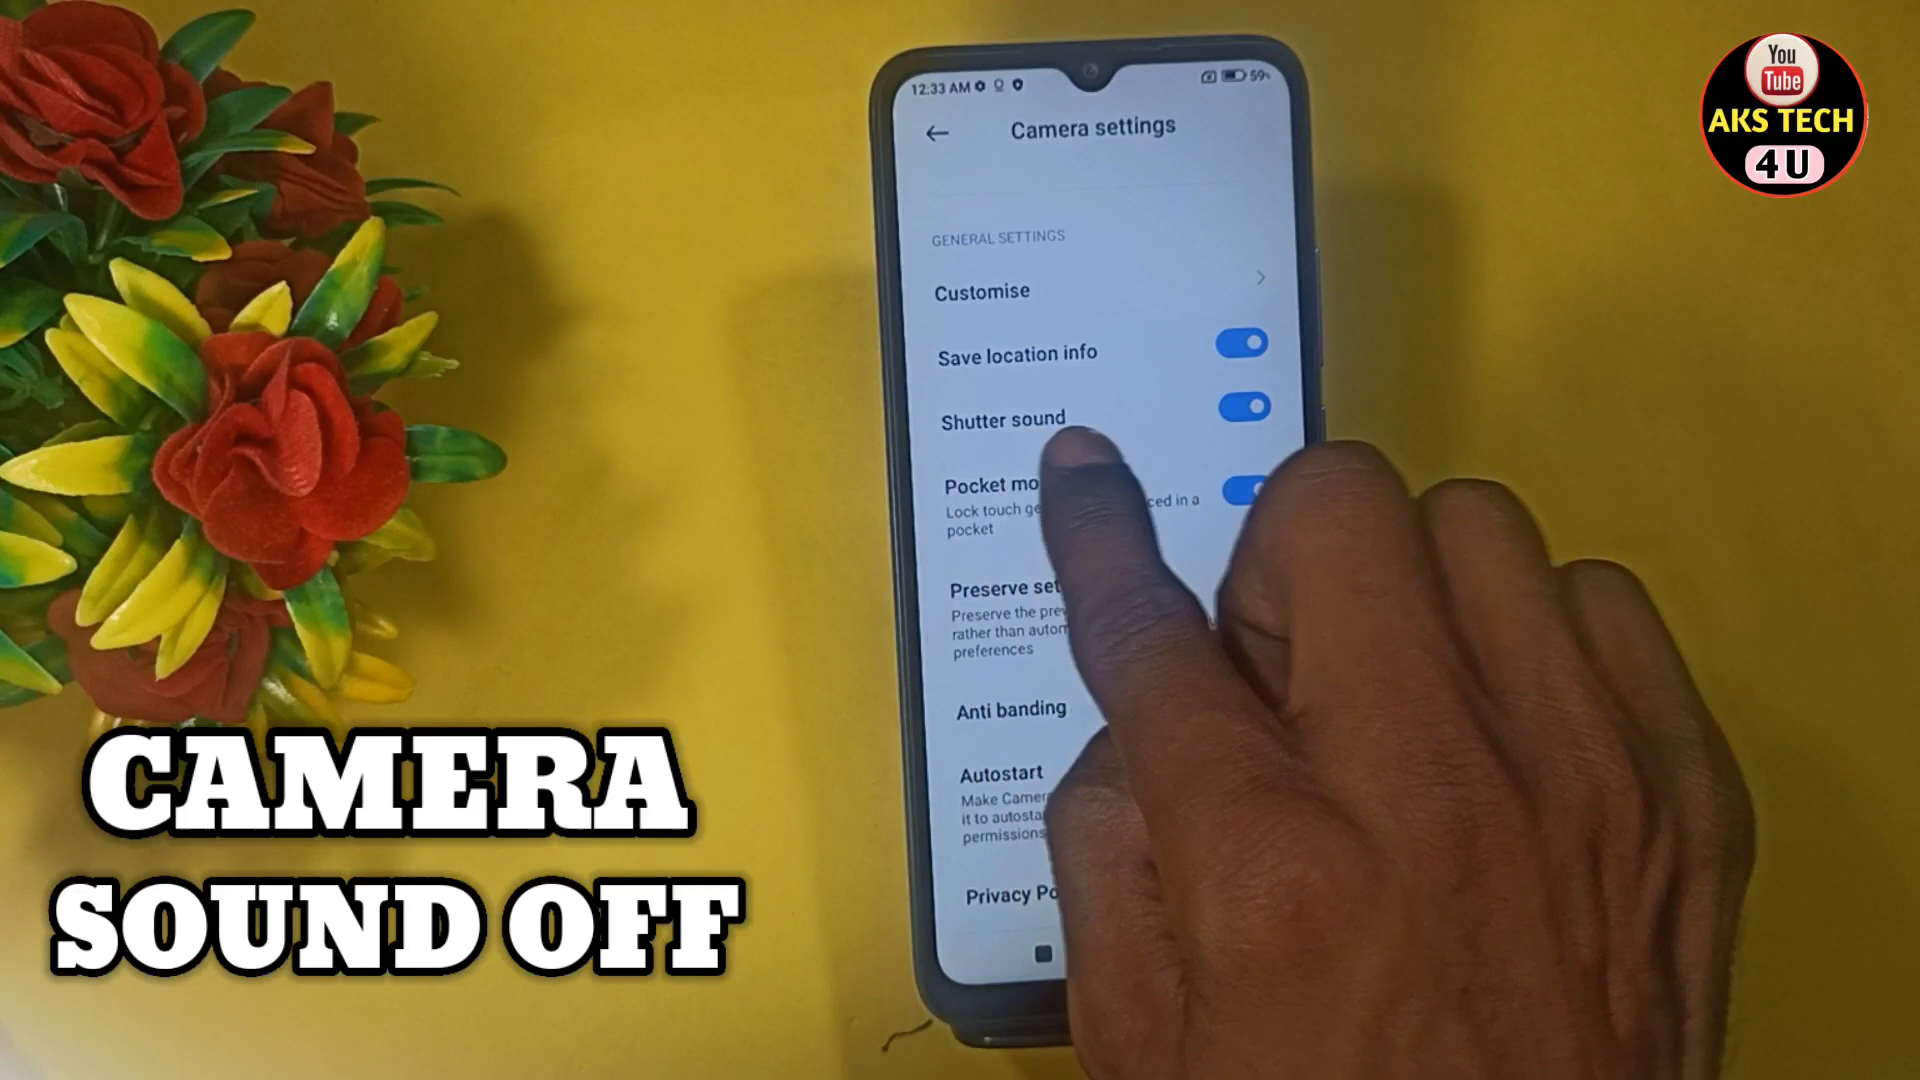 12:33 AM
59%
Camera settings
GENERAL SETTINGS
Customise
Save location info
Shutter sound
Pocket mo
Lock touch ge ced in a
pocket
Preserve set
Preserve the prev
rather than autom
preferences
Anti banding
Autostart
Make Camer
it to autosta
permissions
Privacy Po
You
Tube
AKS TECH
4U
CAMERA
SOUND OFF